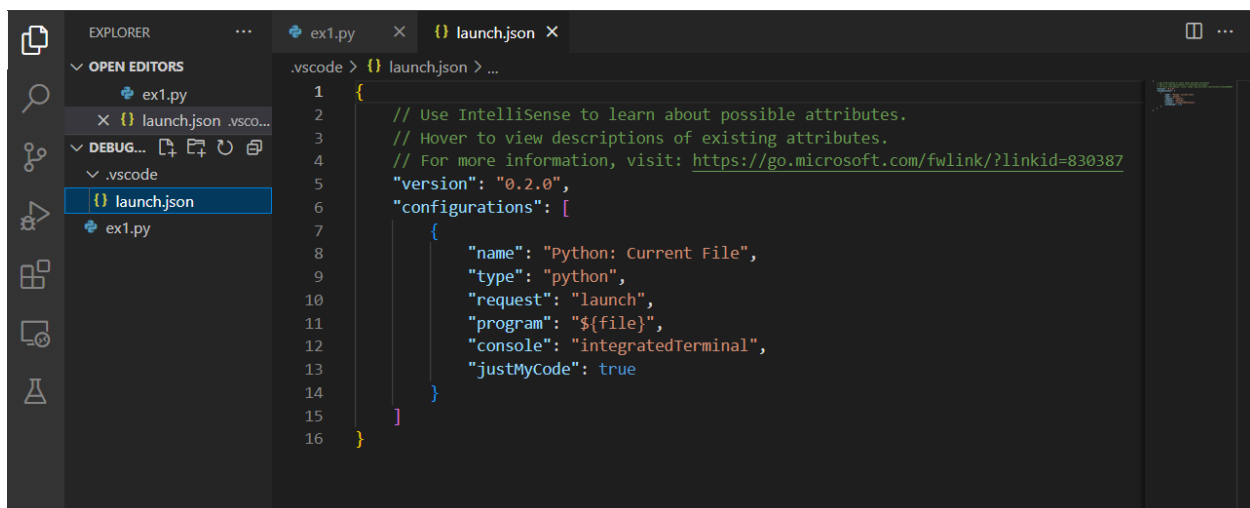 EXPLORER ...
OPEN EDITORS
ex1.py
{} launch.json .vsco...
DEBUG...
.vscode
{} launch.json
ex1.py
ex1.py {} launch.json
.vscode > {} launch.json > ...
1 {
2 // Use IntelliSense to learn about possible attributes.
3 // Hover to view descriptions of existing attributes.
4 // For more information, visit: https://go.microsoft.com/fwlink/?linkid=830387
5 "version": "0.2.0",
6 "configurations": [
7 {
8 "name": "Python: Current File",
9 "type": "python",
10 "request": "launch",
11 "program": "${file}",
12 "console": "integratedTerminal",
13 "justMyCode": true
14 }
15 ]
16 }